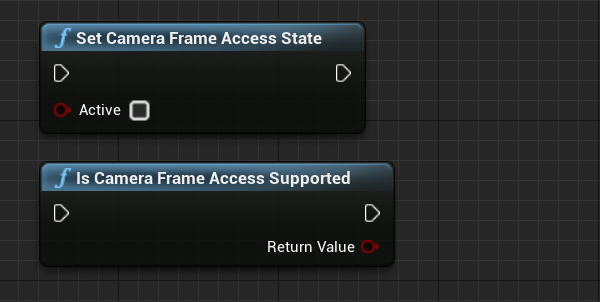 f Set Camera Frame Access State
Active
f Is Camera Frame Access Supported
Return Value